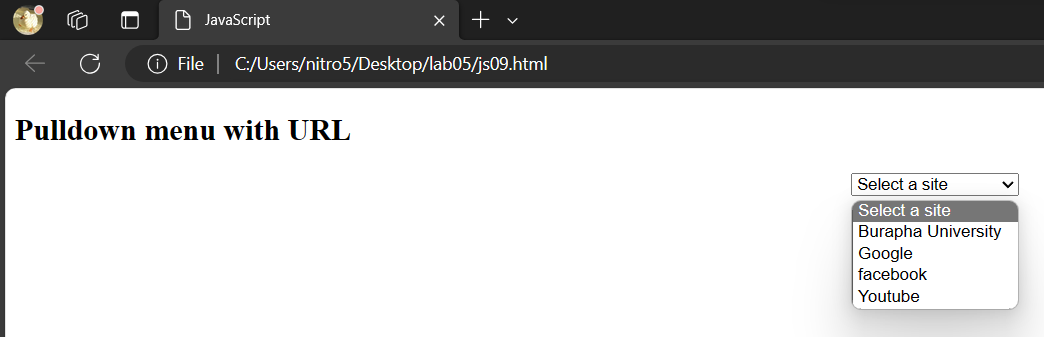 JavaScript
File
C:/Users/nitro5/Desktop/lab05/js09.html
Pulldown menu with URL
Select a site
Select a site
Burapha University
Google
facebook
Youtube